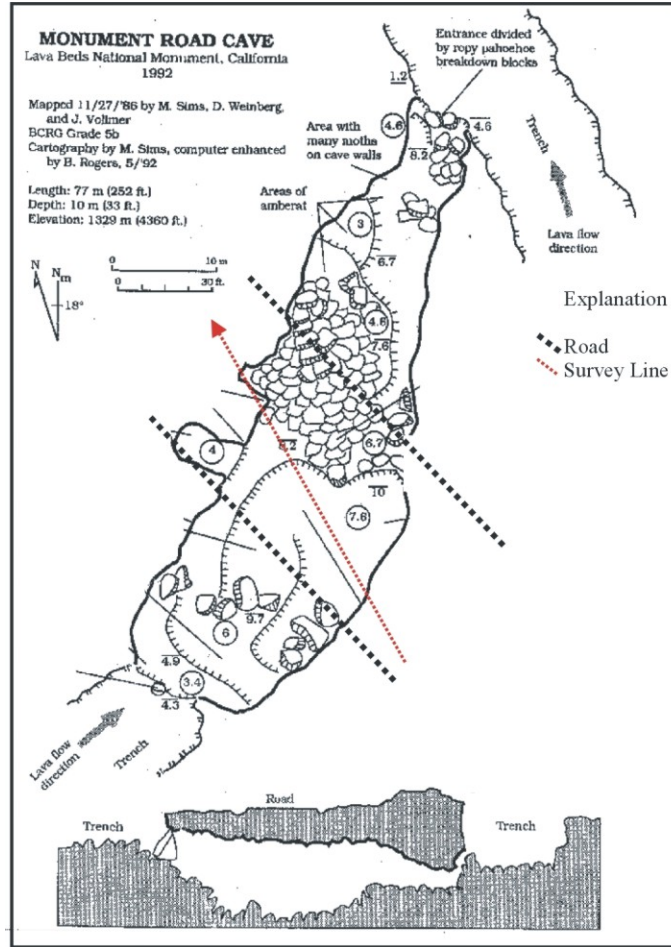 MONUMENT ROAD CAVE
Lava Beds National Monument, California
1992
Mapped 11/27/'86 by M. Sims, D. Weinberg,
and J. Vollmer
BCRG Grade 5b
Cartography by M. Sims, computer enhanced
by B. Rogers, 5/'92
Length: 77 m (252 ft.)
Depth: 10 m (33 ft.)
Elevation: 1329 m (4360 ft.)
N
Nm
18°
0
10 m
0
30 ft.
Entrance divided
by ropy pahoehoe
breakdown blocks
1.2
4.6
4.6
8.2
Area with
many moths
on cave walls
Trench
Areas of
amberat
3
Lava flow
direction
6.7
Explanation
4.6
7.6
Road
Survey Line
4
8.2
6.7
10
7.6
9.7
6
4.9
3.4
4.3
Lava flow
direction
Trench
Road
Trench
Trench